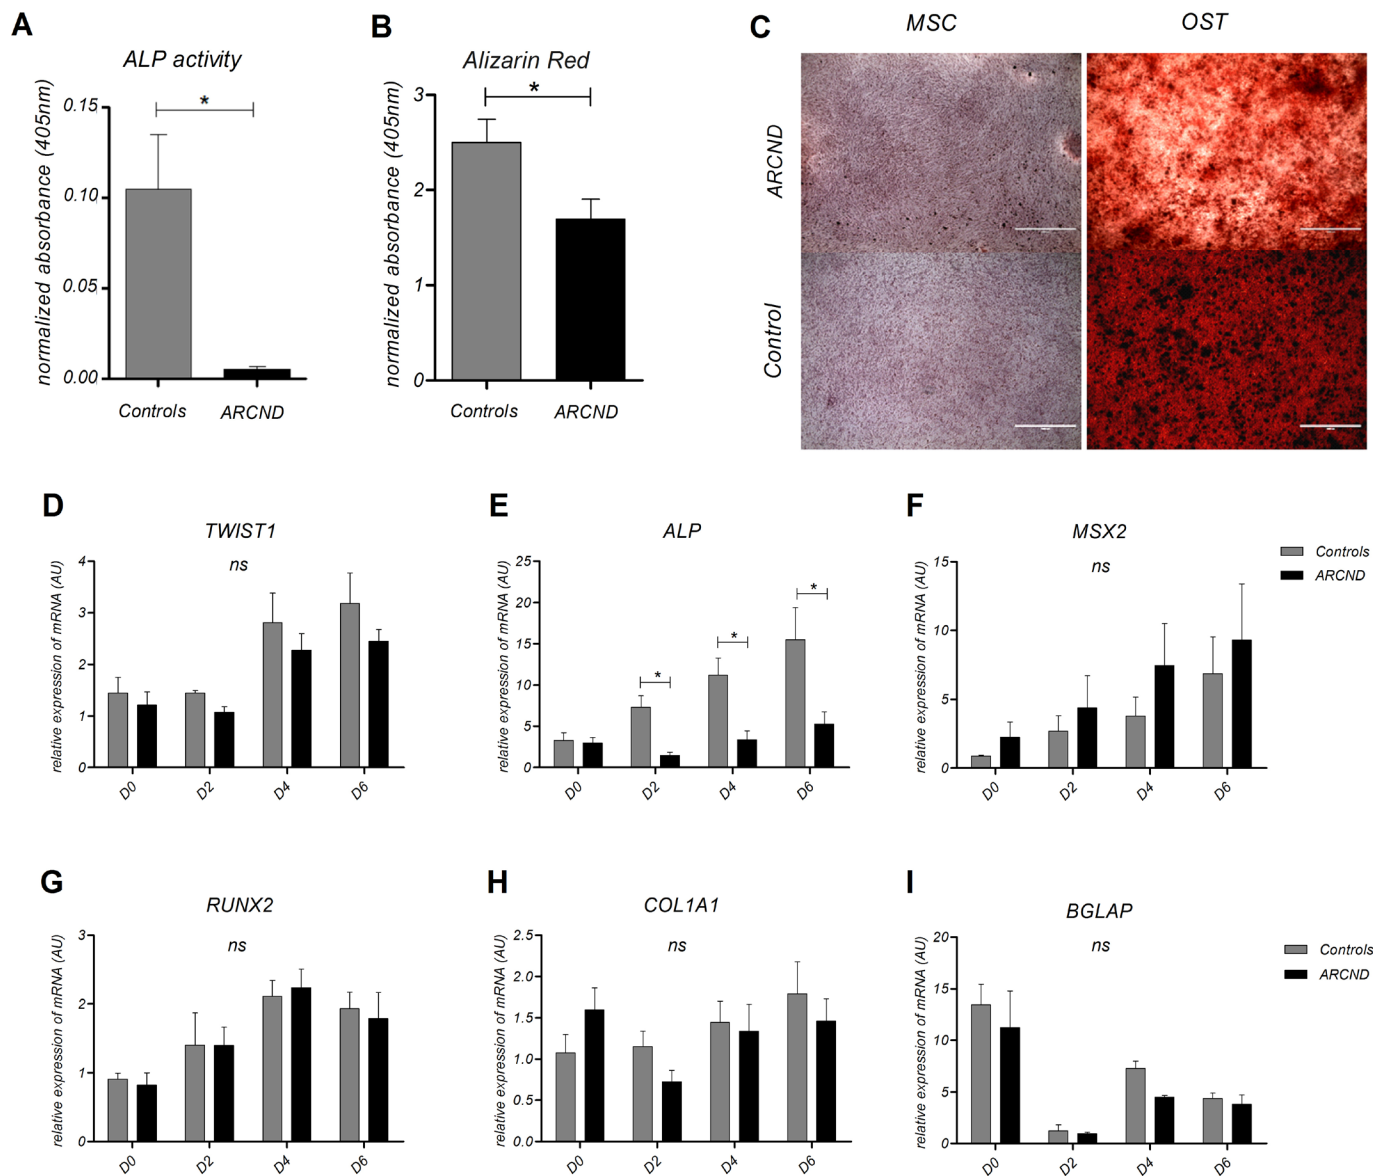 A
ALP activity
normalized absorbance (405nm)
0.15
0.10
0.05
0.00
*
Controls
ARCND
B
Alizarin Red
normalized absorbance (405nm)
3
2
1
0
*
Controls
ARCND
C
MSC
OST
ARCND
Control
D
TWIST1
ns
relative expression of mRNA (AU)
4
3
2
1
0
D0
D2
D4
D6
E
ALP
relative expression of mRNA (AU)
25
20
15
10
5
0
*
*
*
D0
D2
D4
D6
F
MSX2
ns
relative expression of mRNA (AU)
15
10
5
0
D0
D2
D4
D6
Controls
ARCND
G
RUNX2
ns
relative expression of mRNA (AU)
3
2
1
0
D0
D2
D4
D6
H
COL1A1
ns
relative expression of mRNA (AU)
2.5
2.0
1.5
1.0
0.5
0.0
D0
D2
D4
D6
I
BGLAP
ns
relative expression of mRNA (AU)
20
15
10
5
0
D0
D2
D4
D6
Controls
ARCND